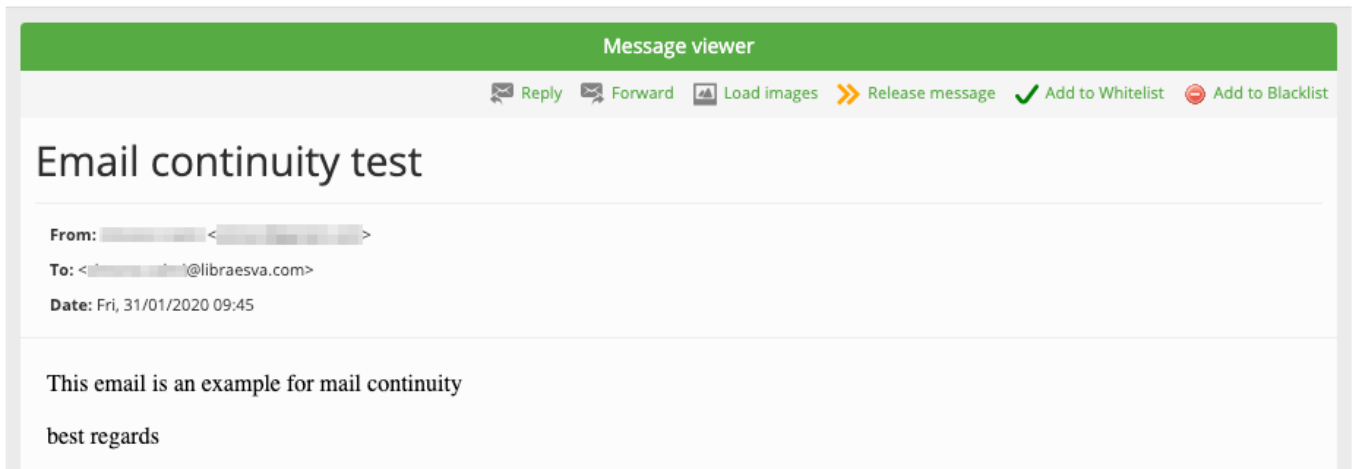 Message viewer
Reply Forward Load images Release message Add to Whitelist Add to Blacklist
Email continuity test
From: < >
To: < @libraesva.com>
Date: Fri, 31/01/2020 09:45
This email is an example for mail continuity
best regards